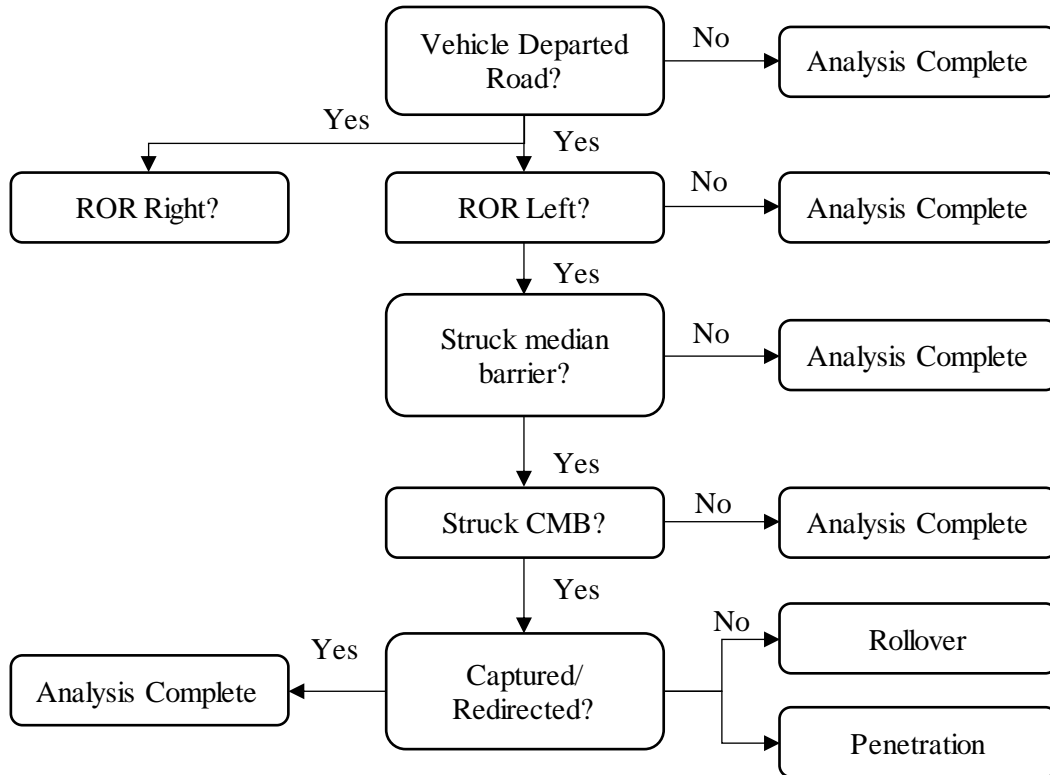 Vehicle Departed
Road?
No
Analysis Complete
Yes
Yes
ROR Right?
ROR Left?
No
Analysis Complete
Yes
Struck median
barrier?
No
Analysis Complete
Yes
Struck CMB?
No
Analysis Complete
Yes
Analysis Complete
Yes
Captured/
Redirected?
No
Rollover
Penetration